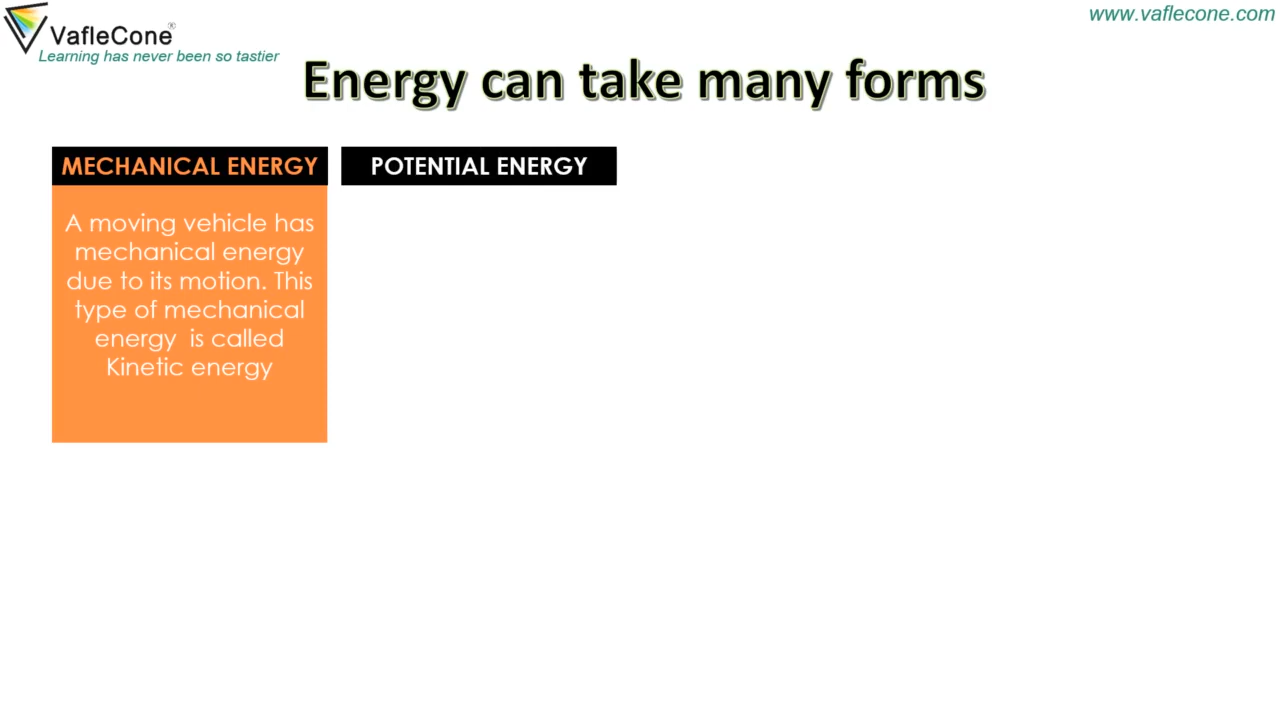 VafleCone®
Learning has never been so tastier
www.vaflecone.com
Energy can take many forms
MECHANICAL ENERGY
A moving vehicle has
mechanical energy
due to its motion. This
type of mechanical
energy is called
Kinetic energy
POTENTIAL ENERGY